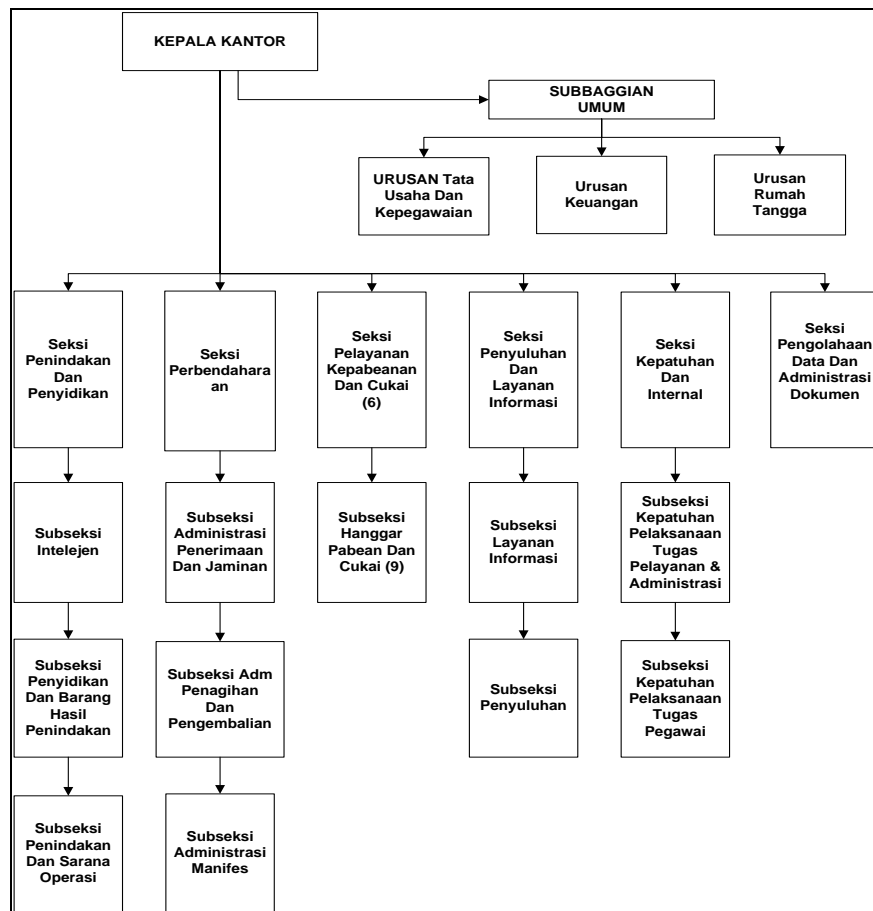 KEPALA KANTOR
SUBBAGGIAN
UMUM
URUSAN Tata
Usaha Dan
Kepegawaian
Urusan
Keuangan
Urusan
Rumah
Tangga
Seksi
Penindakan
Dan
Penyidikan
Seksi
Perbendahara
an
Seksi
Pelayanan
Kepabeanan
Dan Cukai
(6)
Seksi
Penyuluhan
Dan
Layanan
Informasi
Seksi
Kepatuhan
Dan
Internal
Seksi
Pengolahaan
Data Dan
Administrasi
Dokumen
Subseksi
Intelejen
Subseksi
Administrasi
Penerimaan
Dan Jaminan
Subseksi
Hanggar
Pabean Dan
Cukai (9)
Subseksi
Layanan
Informasi
Subseksi
Kepatuhan
Pelaksanaan
Tugas
Pelayanan &
Administrasi
Subseksi
Penyidikan
Dan Barang
Hasil
Penindakan
Subseksi Adm
Penagihan
Dan
Pengembalian
Subseksi
Penyuluhan
Subseksi
Kepatuhan
Pelaksanaan
Tugas
Pegawai
Subseksi
Penindakan
Dan Sarana
Operasi
Subseksi
Administrasi
Manifes